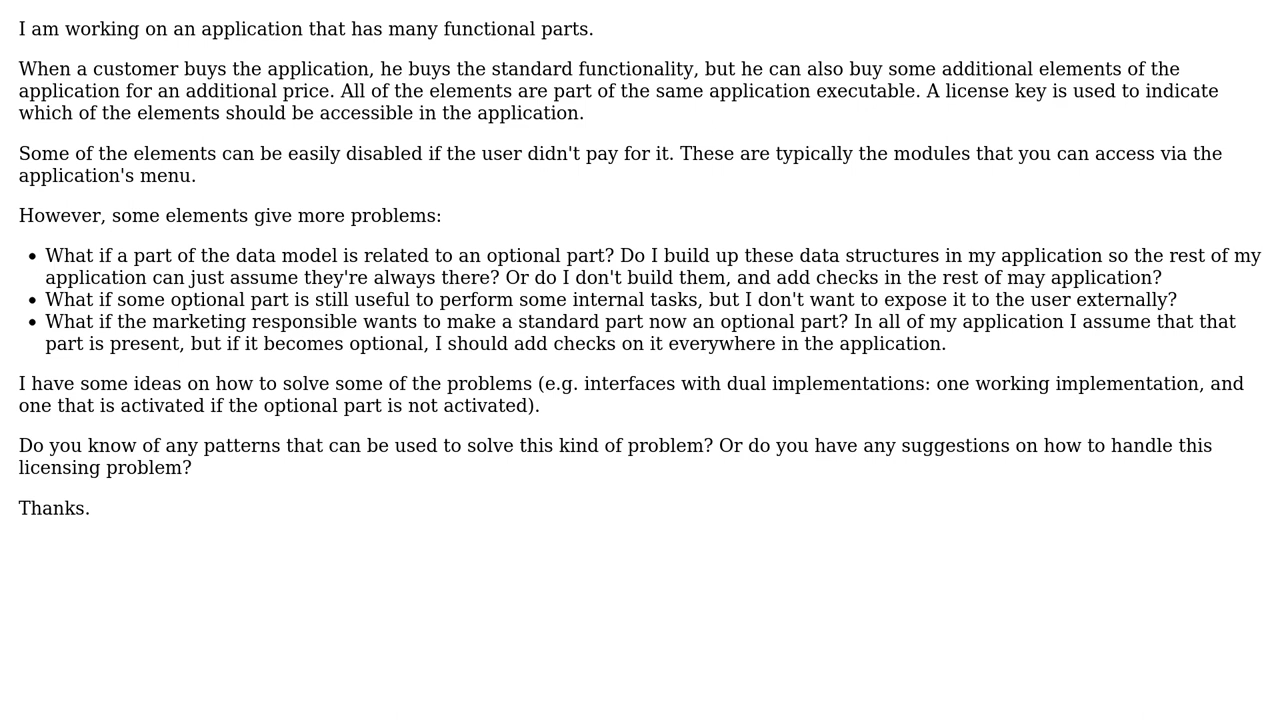 I am working on an application that has many functional parts.
When a customer buys the application, he buys the standard functionality, but he can also buy some additional elements of the
application for an additional price. All of the elements are part of the same application executable. A license key is used to indicate
which of the elements should be accessible in the application.
Some of the elements can be easily disabled if the user didn't pay for it. These are typically the modules that you can access via the
application's menu.
However, some elements give more problems:
• What if a part of the data model is related to an optional part? Do I build up these data structures in my application so the rest of my
application can just assume they're always there? Or do I don't build them, and add checks in the rest of may application?
• What if some optional part is still useful to perform some internal tasks, but I don't want to expose it to the user externally?
• What if the marketing responsible wants to make a standard part now an optional part? In all of my application I assume that that
part is present, but if it becomes optional, I should add checks on it everywhere in the application.
I have some ideas on how to solve some of the problems (e.g. interfaces with dual implementations: one working implementation, and
one that is activated if the optional part is not activated).
Do you know of any patterns that can be used to solve this kind of problem? Or do you have any suggestions on how to handle this
licensing problem?
Thanks.